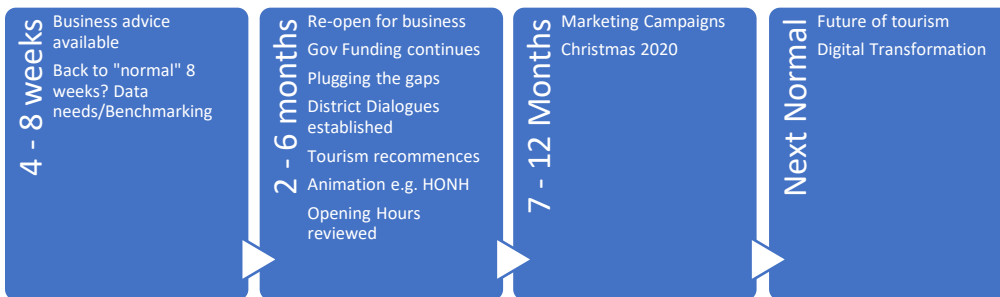 4 - 8 weeks
Business advice
available
Back to "normal" 8
weeks? Data
needs/Benchmarking
2 - 6 months
Re-open for business
Gov Funding continues
Plugging the gaps
District Dialogues
established
Tourism recommences
Animation e.g. HONH
Opening Hours
reviewed
7 - 12 Months
Marketing Campaigns
Christmas 2020
Next Normal
Future of tourism
Digital Transformation